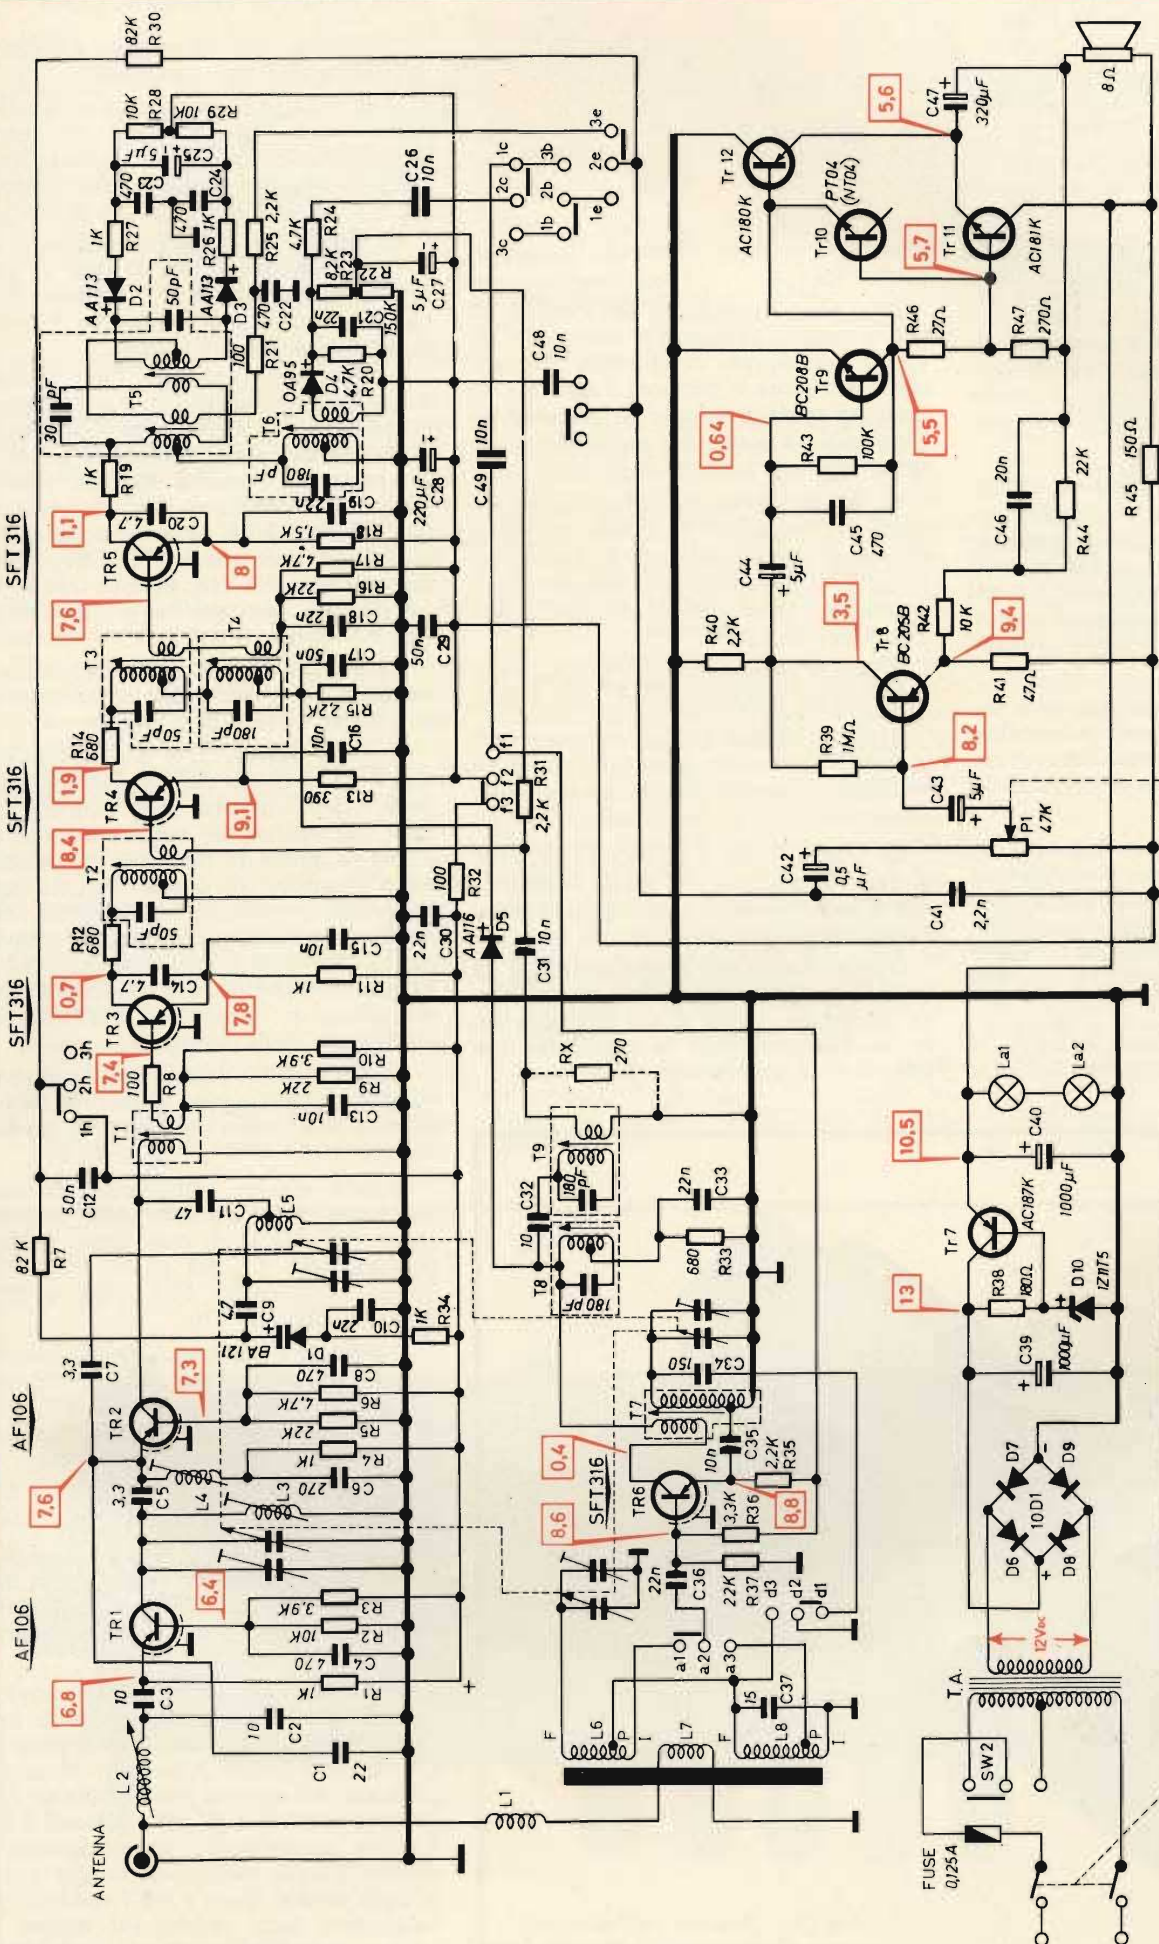 ANTENNA
L 2
10
C3
6,8
AF106
TR1
6,4
1K
R1
470
C4
10K
R2
3,9K
R3
+
10
C2
C1
22
7,6
AF106
3,3
C5
L4
L3
TR2
7,3
270
C6
1K
R4
22K
R5
4,7K
R6
470
C8
3,3
C7
82 K
R7
BA121
D1
47
C9
22n
C10
1K
R34
L5
47
C11
50n
C12
1h
2h
3h
T1
100
R8
7,4
SFT316
TR3
0,7
4,7
C14
7,8
10n
C13
22K
R9
3,9K
R10
1K
R11
10n
C15
R12
680
50pF
T2
22n
C30
100
R32
8,4
SFT316
TR4
1,9
9,1
390
R13
10n
C16
R14
680
50pF
T3
180pF
T4
R15 2,2K
50n
C17
22n
C18
22K
R16
4,7K
R17
1,5K
R18
22n
C19
50n
C29
7,6
SFT 316
TR5
1,1
4,7
C20
8
1K
R19
30
pF
T5
100
R21
180
pF
T6
220µF
C28
AA113
D2
50pF
AA113
D3
470
C22
OA95
D4
4,7K
R20
22n
C21
8,2K
R23
R22
150K
5 µF
C27
1K
R27
470
C23
470
C24
R26 1K
R25 2,2K
4,7K
R24
5µF
C25
10K
R28
R29 10K
82K
R30
C26
10n
1c
2c
3c
3b
2b
1b
3e
2e
1e
C48
10n
C49
10n
f1
f2
f3
R31
2,2K
AA116
D5
C31
10n
RX
270
T9
180
pF
C32
10
T8
180pF
680
R33
22n
C33
150
C34
T7
0,4
SFT316
TR6
8,6
10n
C35
2,2K
R35
3,3K
R36
8,8
22n
C36
22K
R37
d3
d2
d1
a1
a2
a3
15
C37
F
L6
P
I
L7
F
L8
P
I
L1
Tr 12
AC180K
PT04
(NT04)
Tr10
5,6
C47
320µF
8Ω
5,7
Tr 11
AC181K
0,64
BC208B
Tr9
5,5
R46
27Ω
R47
270Ω
R43
100K
C45
470
C44
5µF
C46
20n
R44
22K
R45
150Ω
R40
2,2K
3,5
Tr 8
BC205B
R42
10K
9,4
R41
47Ω
R39
1MΩ
8,2
C43
5µF
P1
47K
C42
0,5
µF
C41
2,2n
La1
La2
10,5
C40
1000µF
AC187K
Tr 7
13
R38
180Ω
D10
1Z11T5
C39
1000µF
D7
D9
10D1
D6
D8
-
+
12V DC
T.A.
SW2
FUSE
0,125A